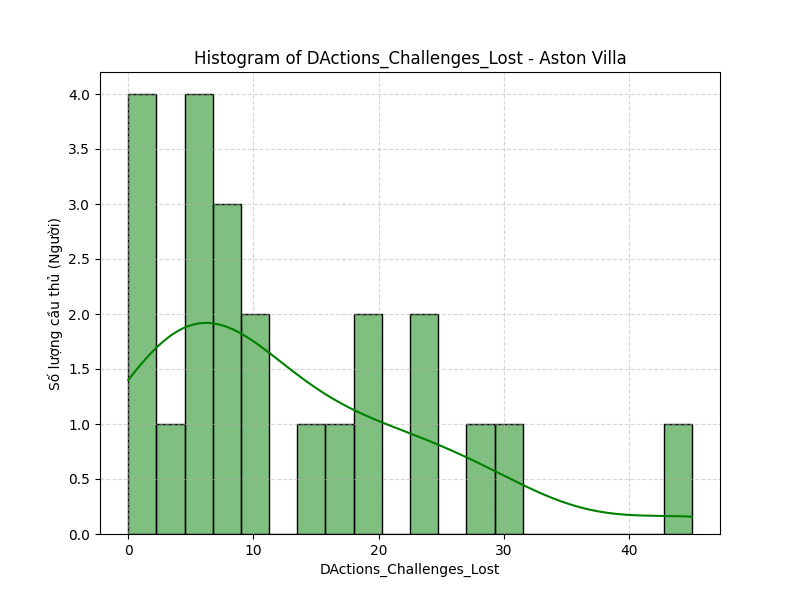 Histogram of DActions_Challenges_Lost - Aston Villa
Số lượng cầu thủ (Người)
4.0
3.5
3.0
2.5
2.0
1.5
1.0
0.5
0.0
0 10 20 30 40
DActions_Challenges_Lost